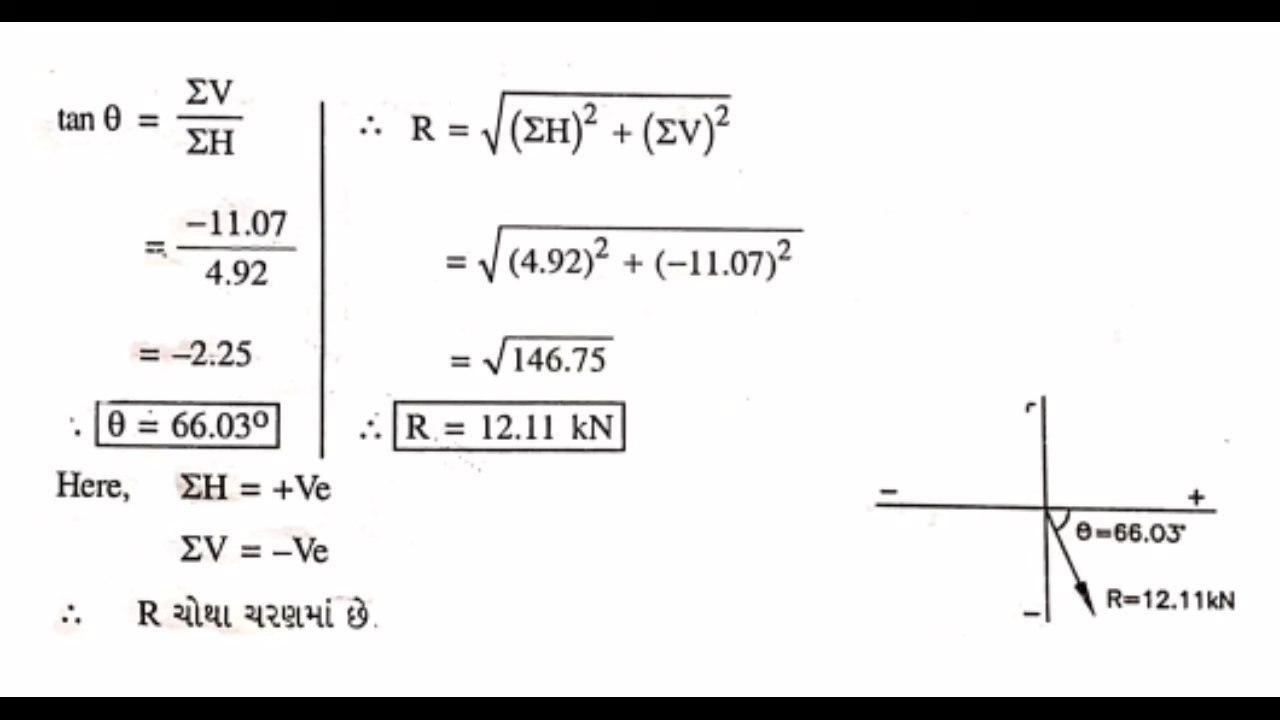 tan θ = ΣV / ΣH
= −11.07 / 4.92
= −2.25
∴ θ = 66.03º
∴ R = √(ΣH)² + (ΣV)²
= √(4.92)² + (−11.07)²
= √146.75
∴ R = 12.11 kN
Here, ΣH = +Ve
ΣV = −Ve
∴ R ચોથા ચરણમાં છે.
− +
θ=66.03°
R=12.11kN
−